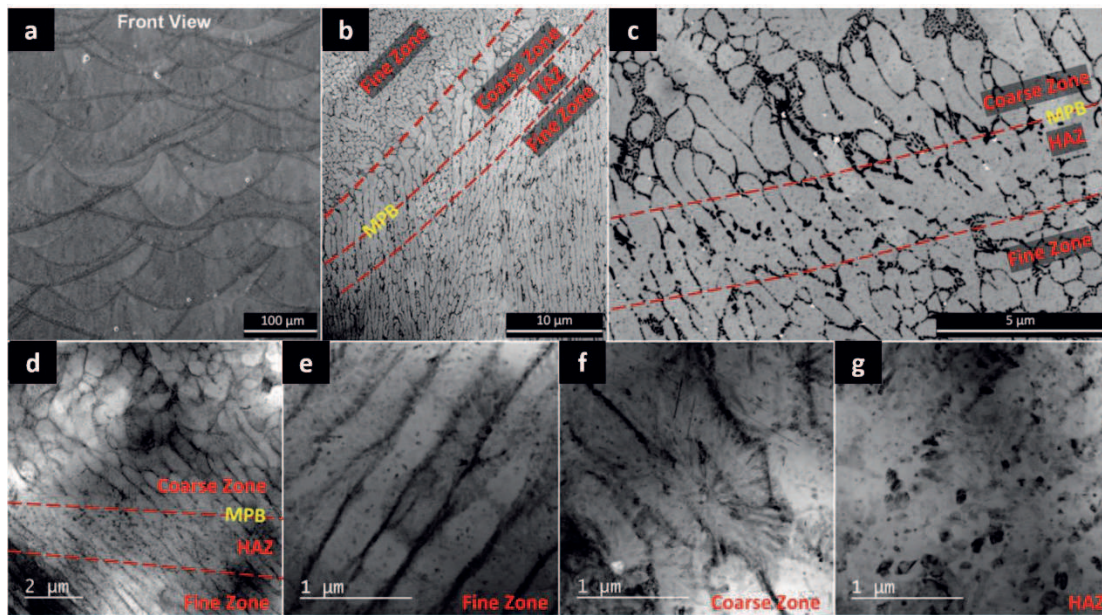 a
Front View
100 μm
b
Fine Zone
Coarse Zone
HAZ
Fine Zone
MPB
10 μm
c
Coarse Zone
MPB
HAZ
Fine Zone
5 μm
d
Coarse Zone
MPB
HAZ
2 μm
Fine Zone
e
1 μm
Fine Zone
f
1 μm
Coarse Zone
g
1 μm
HAZ